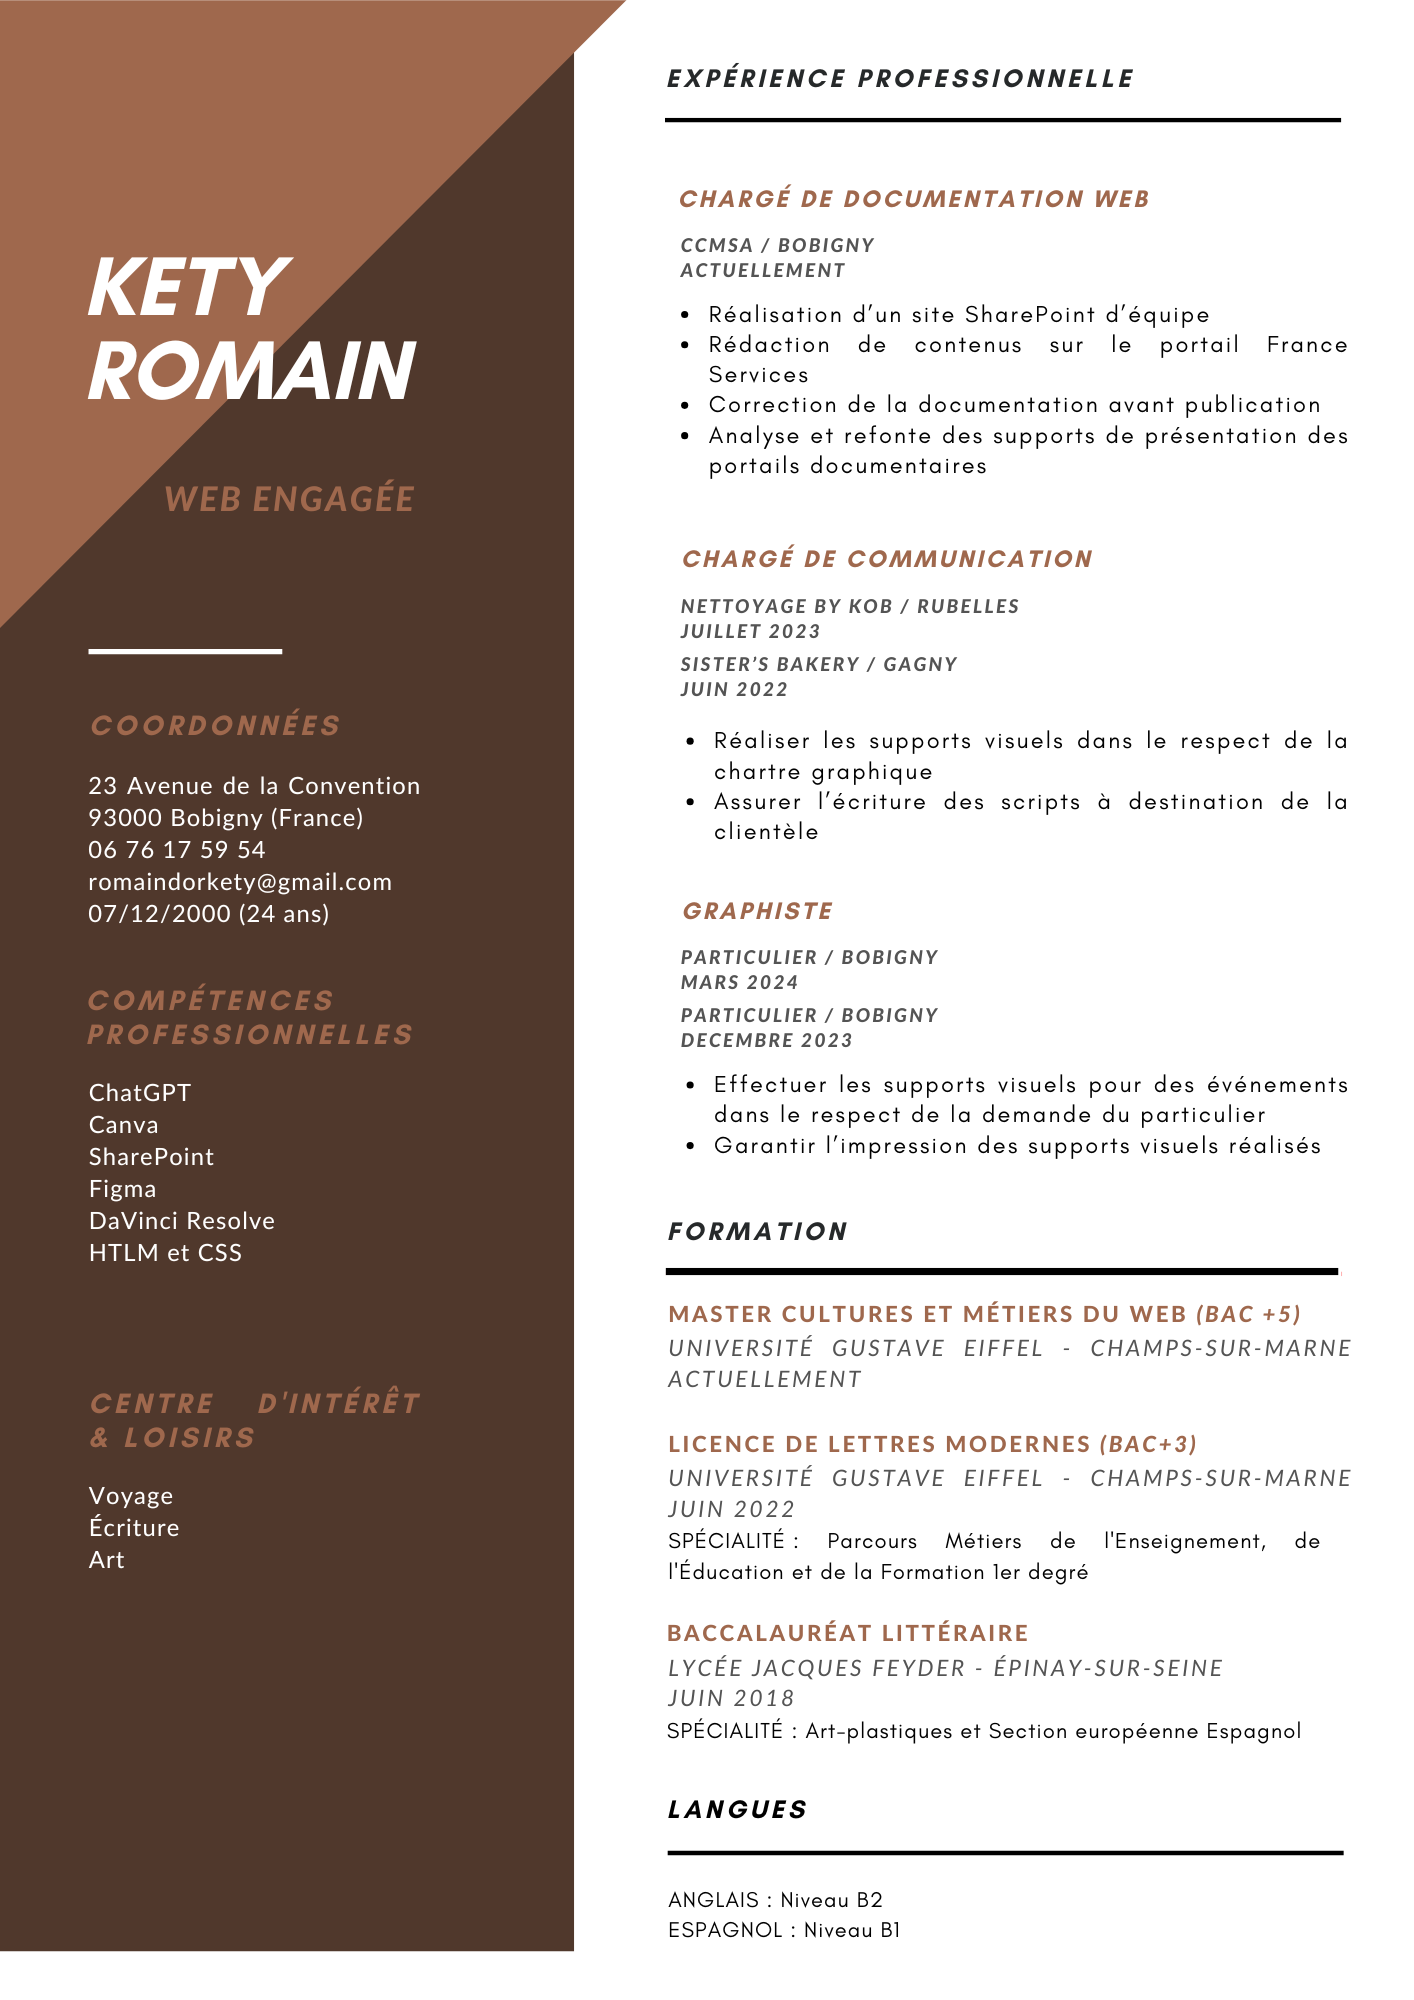 KETY
ROMAIN
WEB ENGAGÉE
COORDONNÉES
23 Avenue de la Convention
93000 Bobigny (France)
06 76 17 59 54
romaindorkety@gmail.com
07/12/2000 (24 ans)
COMPÉTENCES
PROFESSIONNELLES
ChatGPT
Canva
SharePoint
Figma
DaVinci Resolve
HTLM et CSS
CENTRE D'INTÉRÊT
& LOISIRS
Voyage
Écriture
Art
EXPÉRIENCE PROFESSIONNELLE
CHARGÉ DE DOCUMENTATION WEB
CCMSA / BOBIGNY
ACTUELLEMENT
• Réalisation d’un site SharePoint d’équipe
• Rédaction de contenus sur le portail France
Services
• Correction de la documentation avant publication
• Analyse et refonte des supports de présentation des
portails documentaires
CHARGÉ DE COMMUNICATION
NETTOYAGE BY KOB / RUBELLES
JUILLET 2023
SISTER’S BAKERY / GAGNY
JUIN 2022
• Réaliser les supports visuels dans le respect de la
chartre graphique
• Assurer l’écriture des scripts à destination de la
clientèle
GRAPHISTE
PARTICULIER / BOBIGNY
MARS 2024
PARTICULIER / BOBIGNY
DECEMBRE 2023
• Effectuer les supports visuels pour des événements
dans le respect de la demande du particulier
• Garantir l’impression des supports visuels réalisés
FORMATION
MASTER CULTURES ET MÉTIERS DU WEB (BAC +5)
UNIVERSITÉ GUSTAVE EIFFEL - CHAMPS-SUR-MARNE
ACTUELLEMENT
LICENCE DE LETTRES MODERNES (BAC+3)
UNIVERSITÉ GUSTAVE EIFFEL - CHAMPS-SUR-MARNE
JUIN 2022
SPÉCIALITÉ : Parcours Métiers de l'Enseignement, de
l'Éducation et de la Formation 1er degré
BACCALAURÉAT LITTÉRAIRE
LYCÉE JACQUES FEYDER - ÉPINAY-SUR-SEINE
JUIN 2018
SPÉCIALITÉ : Art-plastiques et Section européenne Espagnol
LANGUES
ANGLAIS : Niveau B2
ESPAGNOL : Niveau B1